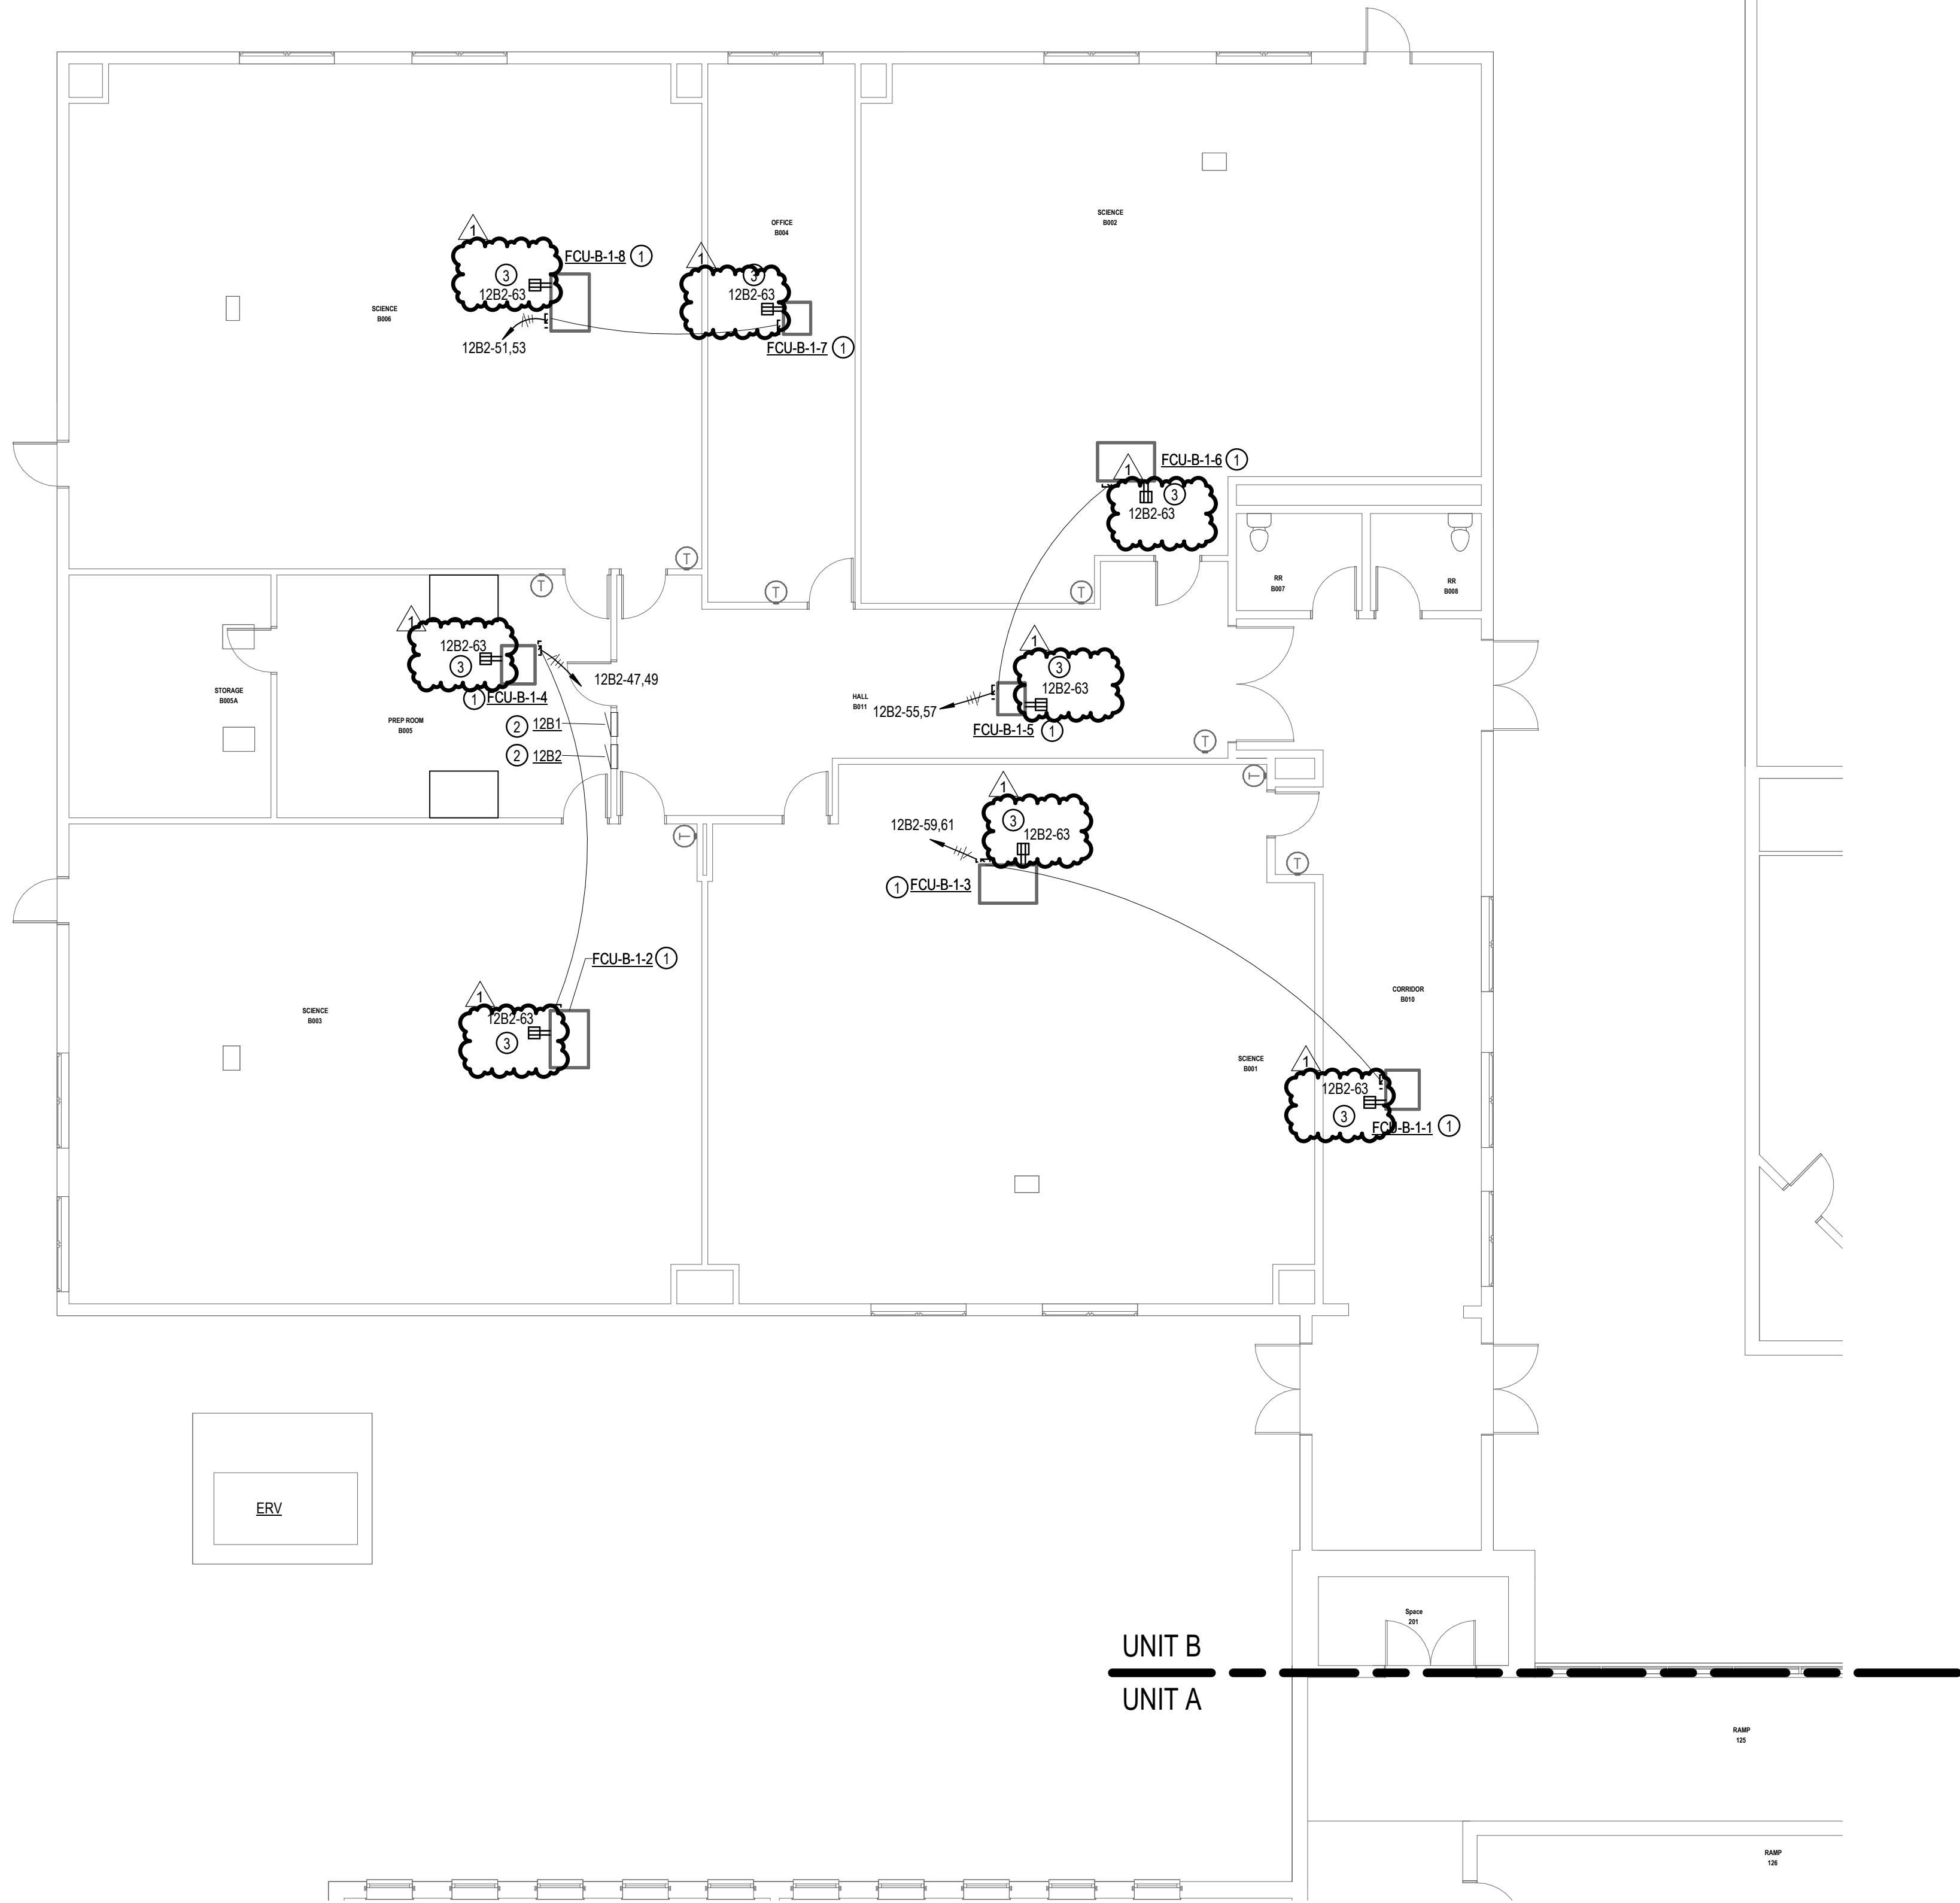 SCIENCE
B002
OFFICE
B004
1
3
12B2-63
FCU-B-1-8 1
12B2-51,53
SCIENCE
B006
1
3
12B2-63
FCU-B-1-7 1
FCU-B-1-6 1
1
3
12B2-63
T
T
T
T
RR
B007
RR
B008
1
12B2-63
3
1 FCU-B-1-4
12B2-47,49
STORAGE
B005A
PREP ROOM
B005
2 12B1
2 12B2
1
3
12B2-63
HALL
B011
12B2-55,57
FCU-B-1-5 1
T
T
1
3
12B2-63
12B2-59,61
T
T
1 FCU-B-1-3
FCU-B-1-2 1
1
12B2-63
3
SCIENCE
B003
CORRIDOR
B010
SCIENCE
B001
1
12B2-63
3
FCU-B-1-1 1
ERV
Space
201
UNIT B
UNIT A
RAMP
125
RAMP
126